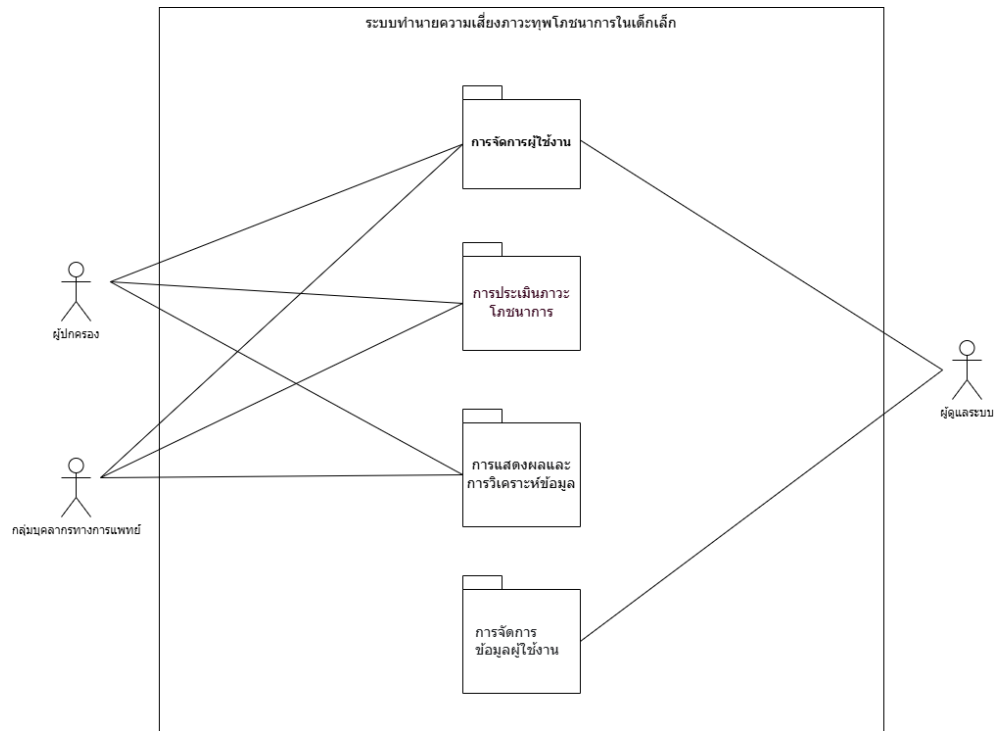 ระบบทำนายความเสี่ยงภาวะทุพโภชนาการในเด็กเล็ก
การจัดการผู้ใช้งาน
การประเมินภาวะ
โภชนาการ
ผู้ปกครอง
ผู้ดูแลระบบ
การแสดงผลและ
การวิเคราะห์ข้อมูล
กลุ่มบุคลากรทางการแพทย์
การจัดการ
ข้อมูลผู้ใช้งาน